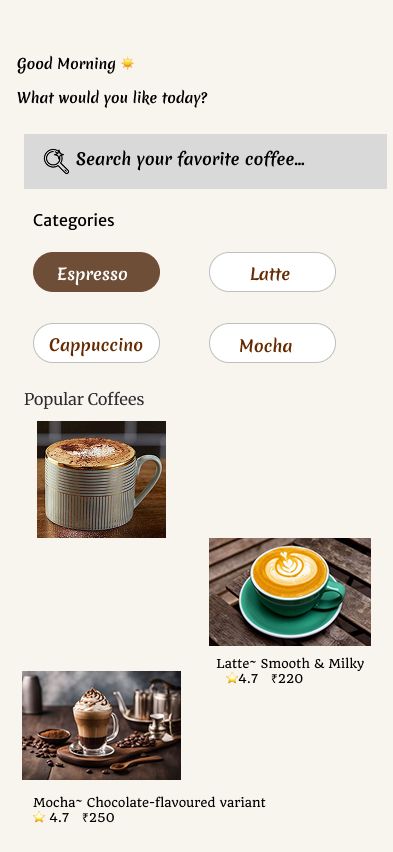 Good Morning ☀️
What would you like today?
Search your favorite coffee...
Categories
Espresso
Latte
Cappuccino
Mocha
Popular Coffees
Latte~ Smooth & Milky
⭐4.7 ₹220
Mocha~ Chocolate-flavoured variant
⭐ 4.7 ₹250